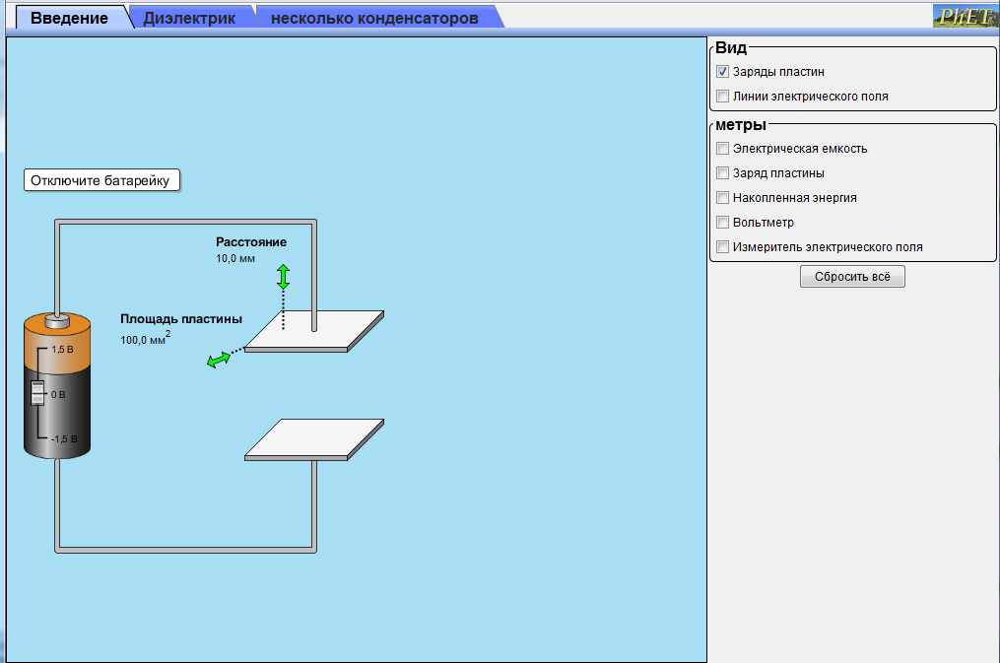 Введение
Диэлектрик
несколько конденсаторов
PhET
Вид
Заряды пластин
Линии электрического поля
метры
Электрическая емкость
Заряд пластины
Накопленная энергия
Вольтметр
Измеритель электрического поля
Сбросить всё
Отключите батарейку
Расстояние
10,0 мм
Площадь пластины
100,0 мм2
1,5 В
0 В
-1,5 В